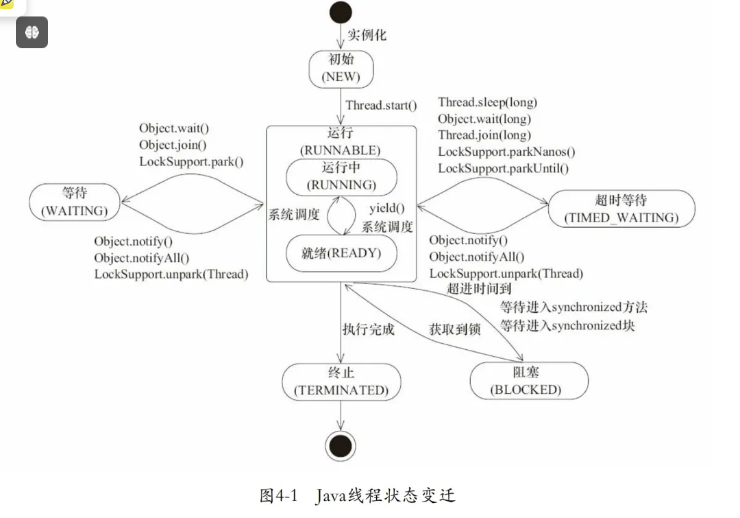 实例化
初始
(NEW)
Thread.start()
Object.wait()
Object.join()
LockSupport.park()
运行
(RUNNABLE)
运行中
(RUNNING)
Thread.sleep(long)
Object.wait(long)
Thread.join(long)
LockSupport.parkNanos()
LockSupport.parkUntil()
等待
(WAITING)
系统调度
yield()
系统调度
超时等待
(TIMED_WAITING)
就绪(READY)
Object.notify()
Object.notifyAll()
LockSupport.unpark(Thread)
Object.notify()
Object.notifyAll()
LockSupport.unpark(Thread)
超进时间到
等待进入synchronized方法
等待进入synchronized块
执行完成
获取到锁
终止
(TERMINATED)
阻塞
(BLOCKED)
图4-1 Java线程状态变迁